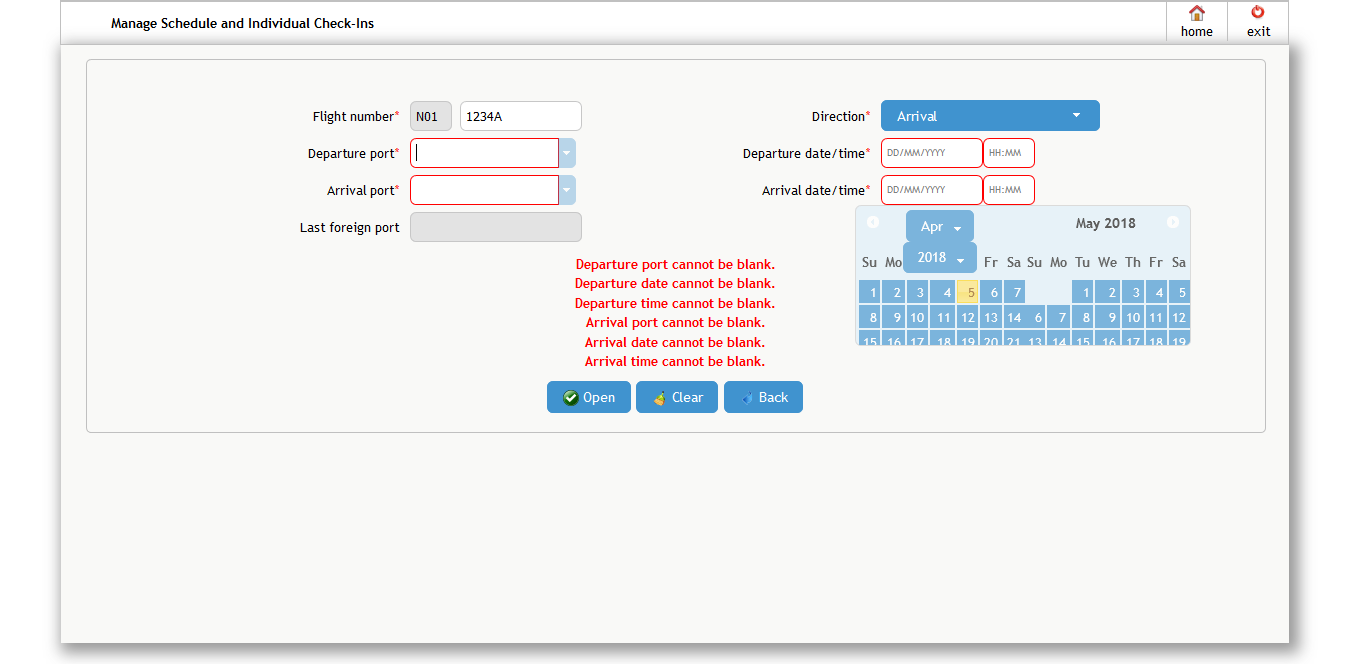 Manage Schedule and Individual Check-Ins
home
exit
Flight number* N01 1234A
Direction* Arrival
Departure port*
Departure date/time* DD/MM/YYYY HH:MM
Arrival port*
Arrival date/time* DD/MM/YYYY HH:MM
Last foreign port
Apr
2018
May 2018
Su Mo Fr Sa Su Mo Tu We Th Fr Sa
1 2 3 4 5 6 7 1 2 3 4 5
8 9 10 11 12 13 14 6 7 8 9 10 11 12
15 16 17 18 19 20 21 13 14 15 16 17 18 19
Departure port cannot be blank.
Departure date cannot be blank.
Departure time cannot be blank.
Arrival port cannot be blank.
Arrival date cannot be blank.
Arrival time cannot be blank.
Open Clear Back